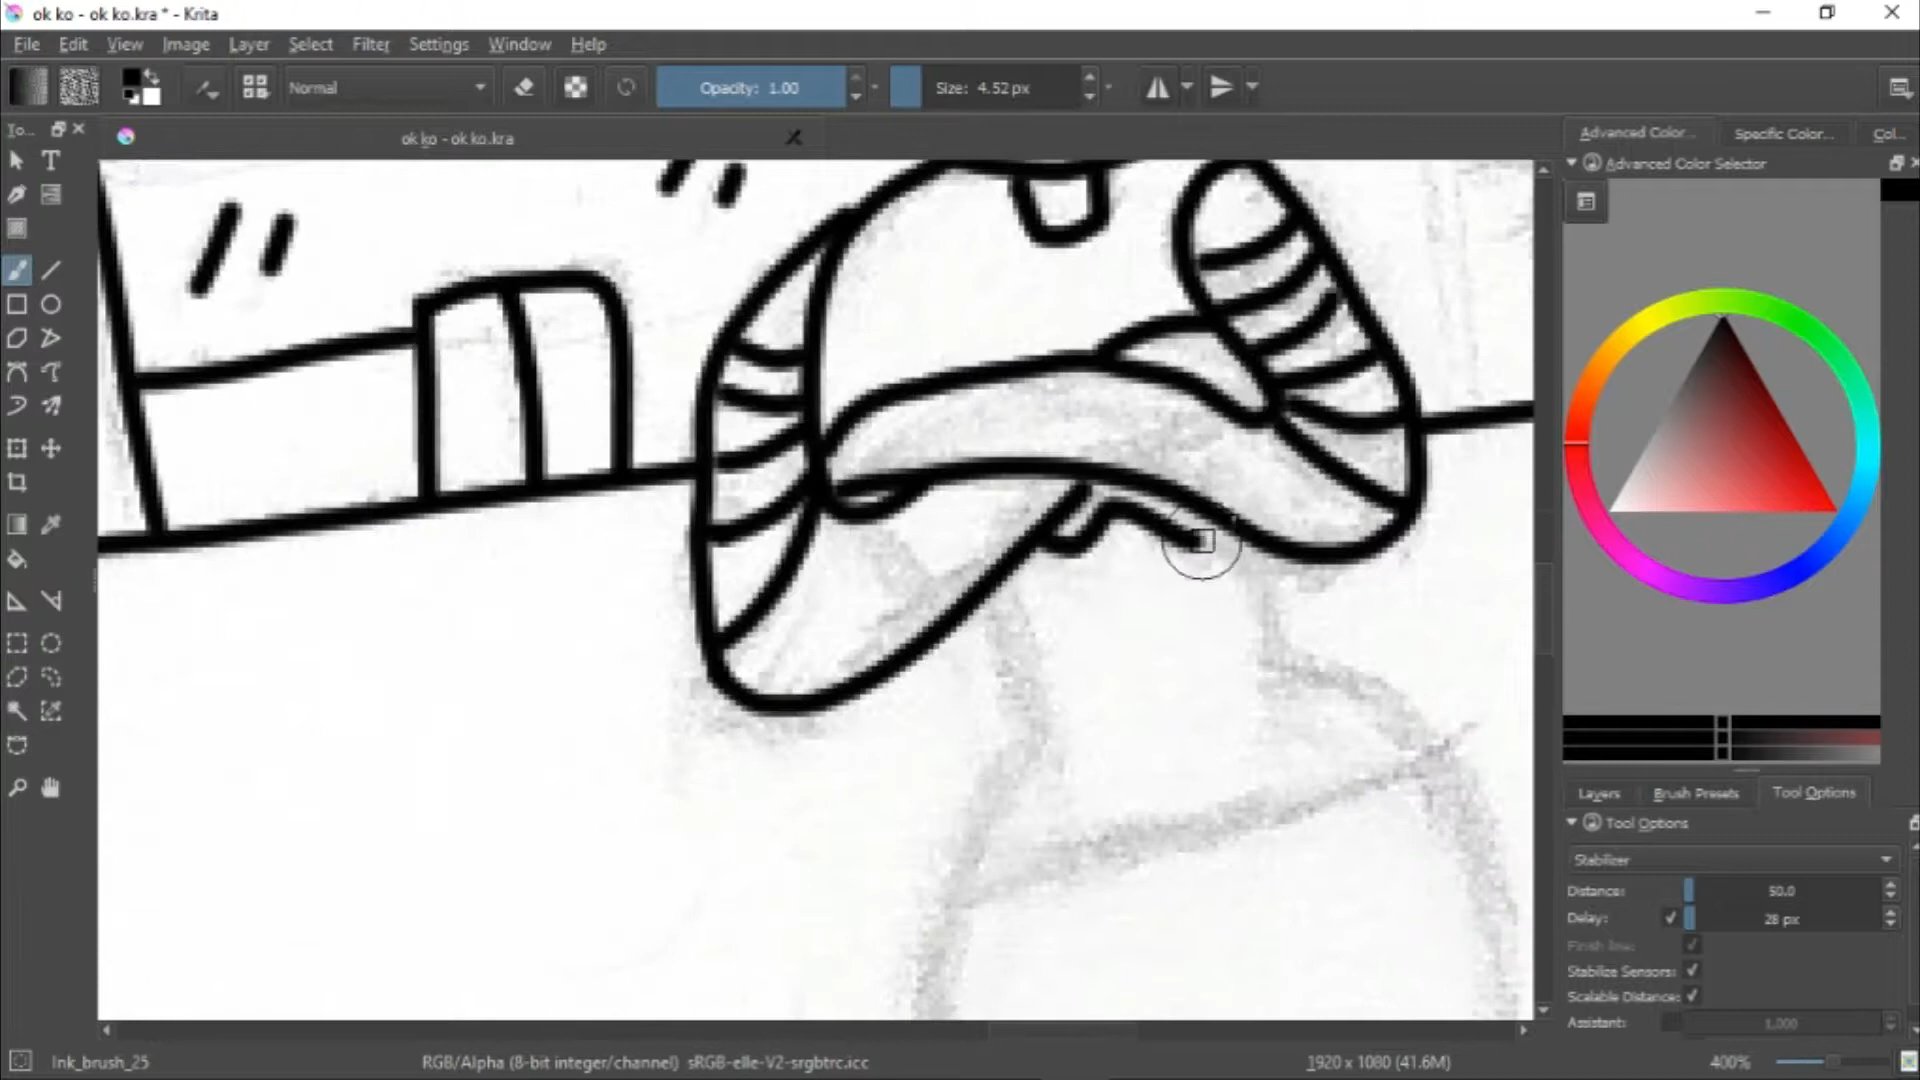 ok ko - ok ko.kra * - Krita
File Edit View Image Layer Select Filter Settings Window Help
Normal Opacity: 1.00 Size: 4.52 px
To... ok ko - ok ko.kra Advanced Color... Specific Color... Col...
Advanced Color Selector
Layers Brush Presets Tool Options
Tool Options
Stabilizer
Distance: 50.0
Delay: 28 px
Finish line:
Stabilize Sensors:
Scalable Distance:
Assistant: 1.000
Ink_brush_25 RGB/Alpha (8-bit integer/channel) sRGB-elle-V2-srgbtrc.icc 1920 x 1080 (41.6M) 400%